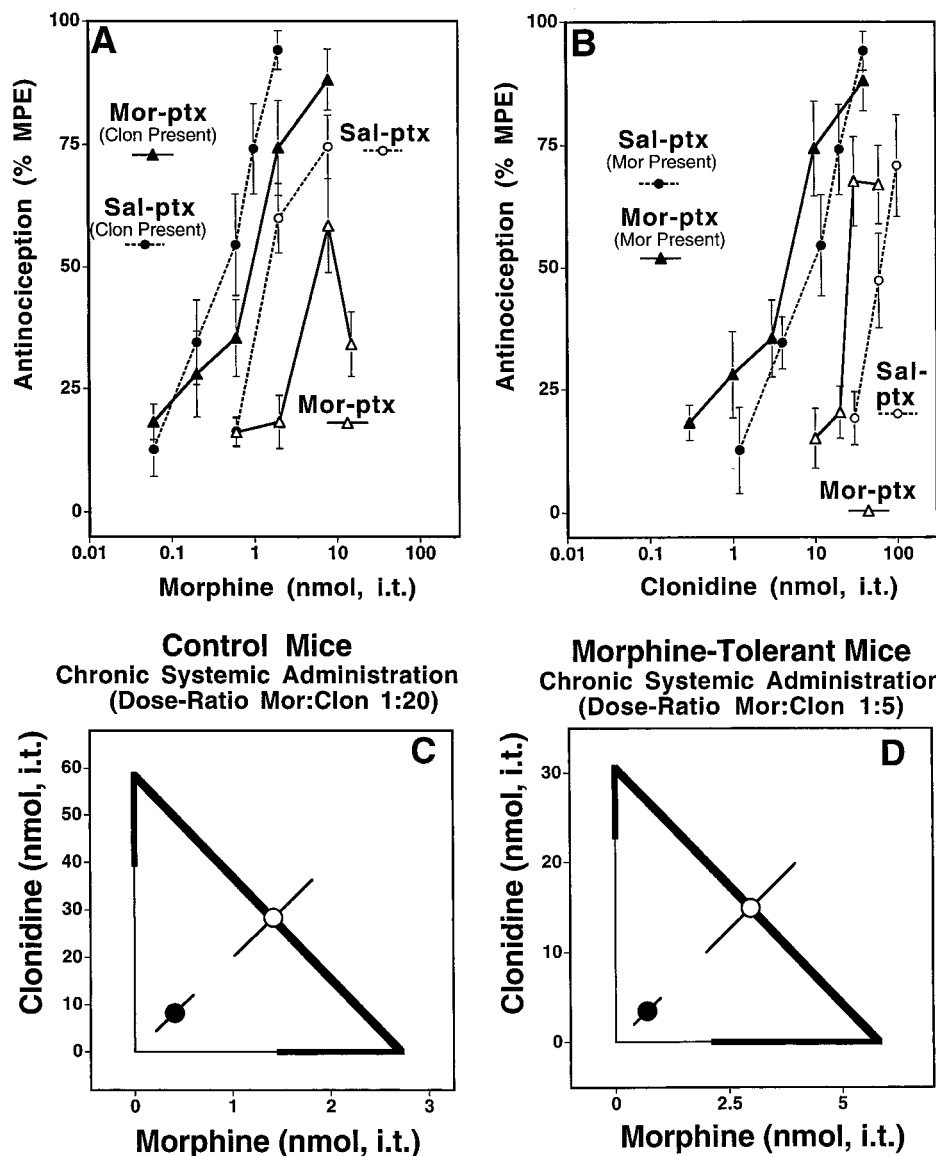 A
100
75
50
25
0
Antinociception (% MPE)
Mor-ptx
(Clon Present)
Sal-ptx
(Clon Present)
Sal-ptx
Mor-ptx
0.01
0.1
1
10
100
Morphine (nmol, i.t.)
B
100
75
50
25
0
Antinociception (% MPE)
Sal-ptx
(Mor Present)
Mor-ptx
(Mor Present)
Sal-
ptx
Mor-ptx
0.01
0.1
1
10
100
Clonidine (nmol, i.t.)
Control Mice
Chronic Systemic Administration
(Dose-Ratio Mor:Clon 1:20)
C
60
50
40
30
20
10
0
Clonidine (nmol, i.t.)
0
1
2
3
Morphine (nmol, i.t.)
Morphine-Tolerant Mice
Chronic Systemic Administration
(Dose-Ratio Mor:Clon 1:5)
D
30
20
10
0
Clonidine (nmol, i.t.)
0
2.5
5
Morphine (nmol, i.t.)